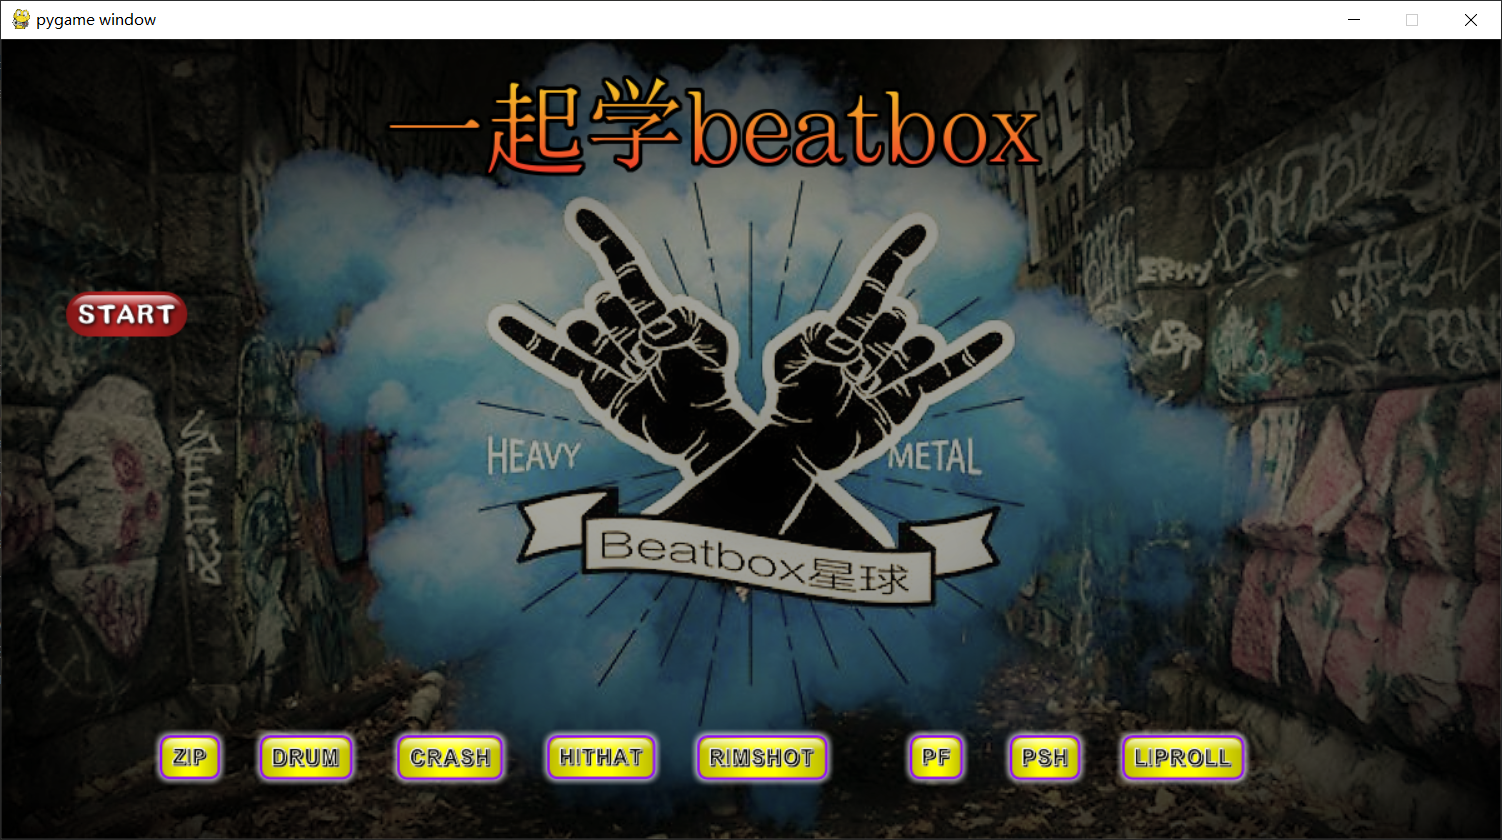 pygame window
一起学beatbox
START
HEAVY METAL
Beatbox星球
ZIP DRUM CRASH HITHAT RIMSHOT PF PSH LIPROLL